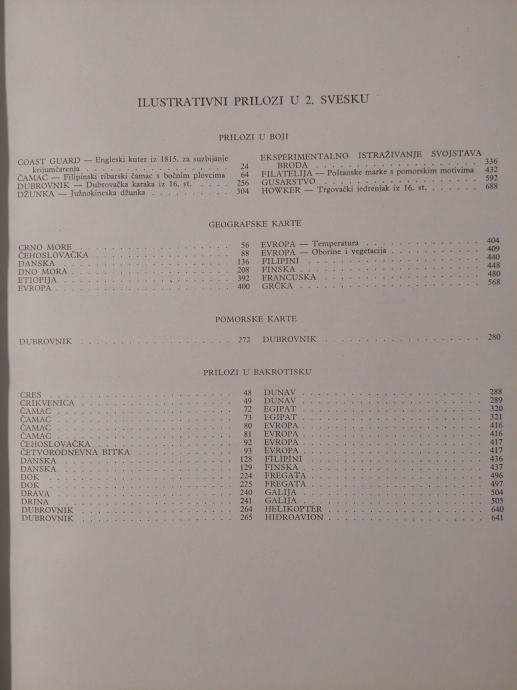 ILUSTRATIVNI PRILOZI U 2. SVESKU
PRILOZI U BOJI
COAST GUARD — Engleski kuter iz 1815. za suzbijanje
krijumčarenja . . . . . . . . . . 24
ČAMAC — Filipinski ribarski čamac s bočnim plovcima 64
DUBROVNIK — Dubrovačka karaka iz 16. st. . . . . 256
DŽUNKA — Južnokineska džunka . . . . . . . . 304
EKSPERIMENTALNO ISTRAŽIVANJE SVOJSTAVA
BRODA . . . . . . . . . . 336
FILATELIJA — Poštanske marke s pomorskim motivima 432
GUSARSTVO . . . . . . . . . . 592
HOWKER — Trgovački jedrenjak iz 16. st. . . . . . 688
GEOGRAFSKE KARTE
CRNO MORE . . . . . . . . . . 56
ČEHOSLOVAČKA . . . . . . . . . . 88
DANSKA . . . . . . . . . . 136
DNO MORA . . . . . . . . . . 208
ETIOPIJA . . . . . . . . . . 392
EVROPA . . . . . . . . . . 400
EVROPA — Temperatura . . . . . . . . . . 404
EVROPA — Oborine i vegetacija . . . . . . . . . . 409
FILIPINI . . . . . . . . . . 440
FINSKA . . . . . . . . . . 448
FRANCUSKA . . . . . . . . . . 480
GRČKA . . . . . . . . . . 568
POMORSKE KARTE
DUBROVNIK . . . . . . . . . . 272
DUBROVNIK . . . . . . . . . . 280
PRILOZI U BAKROTISKU
CRES . . . . . . . . . . 48
CRIKVENICA . . . . . . . . . . 49
ČAMAC . . . . . . . . . . 72
ČAMAC . . . . . . . . . . 73
ČAMAC . . . . . . . . . . 80
ČAMAC . . . . . . . . . . 81
ČEHOSLOVAČKA . . . . . . . . . . 92
ČETVORODNEVNA BITKA . . . . . . . . . . 93
DANSKA . . . . . . . . . . 128
DANSKA . . . . . . . . . . 129
DOK . . . . . . . . . . 224
DOK . . . . . . . . . . 225
DRAVA . . . . . . . . . . 240
DRINA . . . . . . . . . . 241
DUBROVNIK . . . . . . . . . . 264
DUBROVNIK . . . . . . . . . . 265
DUNAV . . . . . . . . . . 288
DUNAV . . . . . . . . . . 289
EGIPAT . . . . . . . . . . 320
EGIPAT . . . . . . . . . . 321
EVROPA . . . . . . . . . . 416
EVROPA . . . . . . . . . . 416
EVROPA . . . . . . . . . . 417
EVROPA . . . . . . . . . . 417
FILIPINI . . . . . . . . . . 436
FINSKA . . . . . . . . . . 437
FREGATA . . . . . . . . . . 496
FREGATA . . . . . . . . . . 497
GALIJA . . . . . . . . . . 504
GALIJA . . . . . . . . . . 505
HELIKOPTER . . . . . . . . . . 640
HIDROAVION . . . . . . . . . . 641